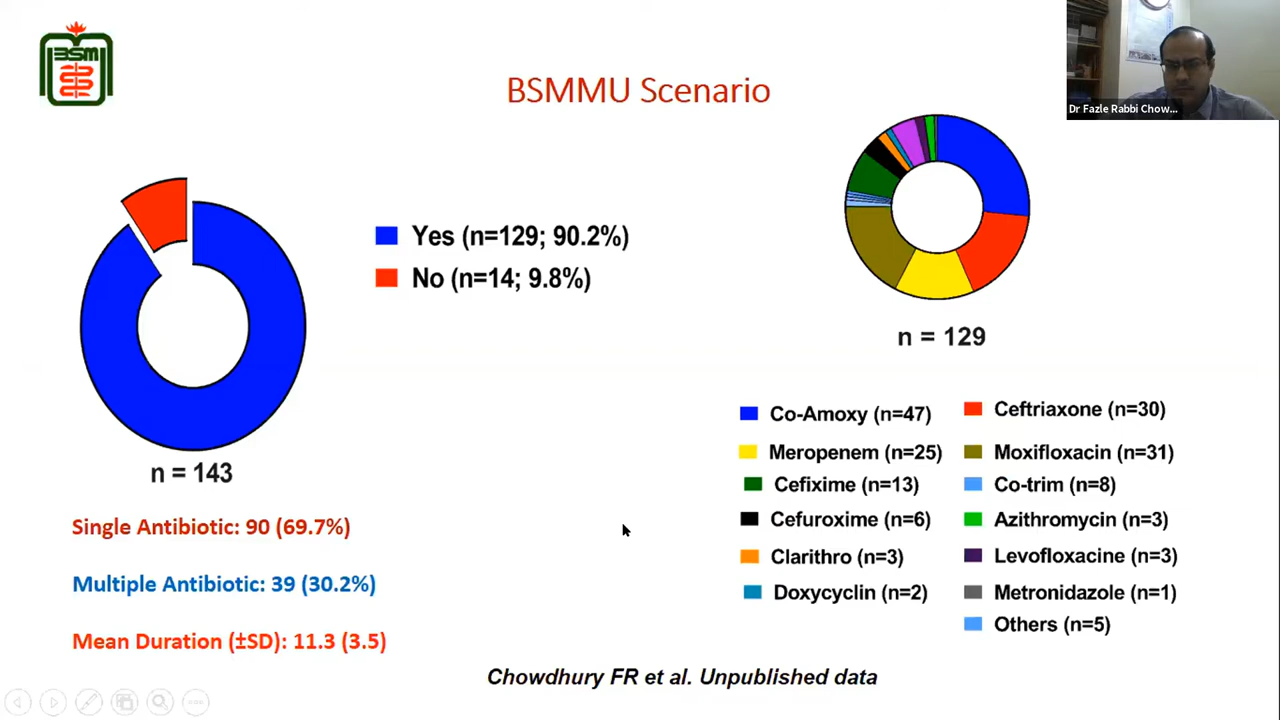 BSM
BSMMU Scenario
Dr Fazle Rabbi Chow...
Yes (n=129; 90.2%)
No (n=14; 9.8%)
n = 143
n = 129
Single Antibiotic: 90 (69.7%)
Multiple Antibiotic: 39 (30.2%)
Mean Duration (±SD): 11.3 (3.5)
Co-Amoxy (n=47)
Ceftriaxone (n=30)
Meropenem (n=25)
Moxifloxacin (n=31)
Cefixime (n=13)
Co-trim (n=8)
Cefuroxime (n=6)
Azithromycin (n=3)
Clarithro (n=3)
Levofloxacine (n=3)
Doxycyclin (n=2)
Metronidazole (n=1)
Others (n=5)
Chowdhury FR et al. Unpublished data